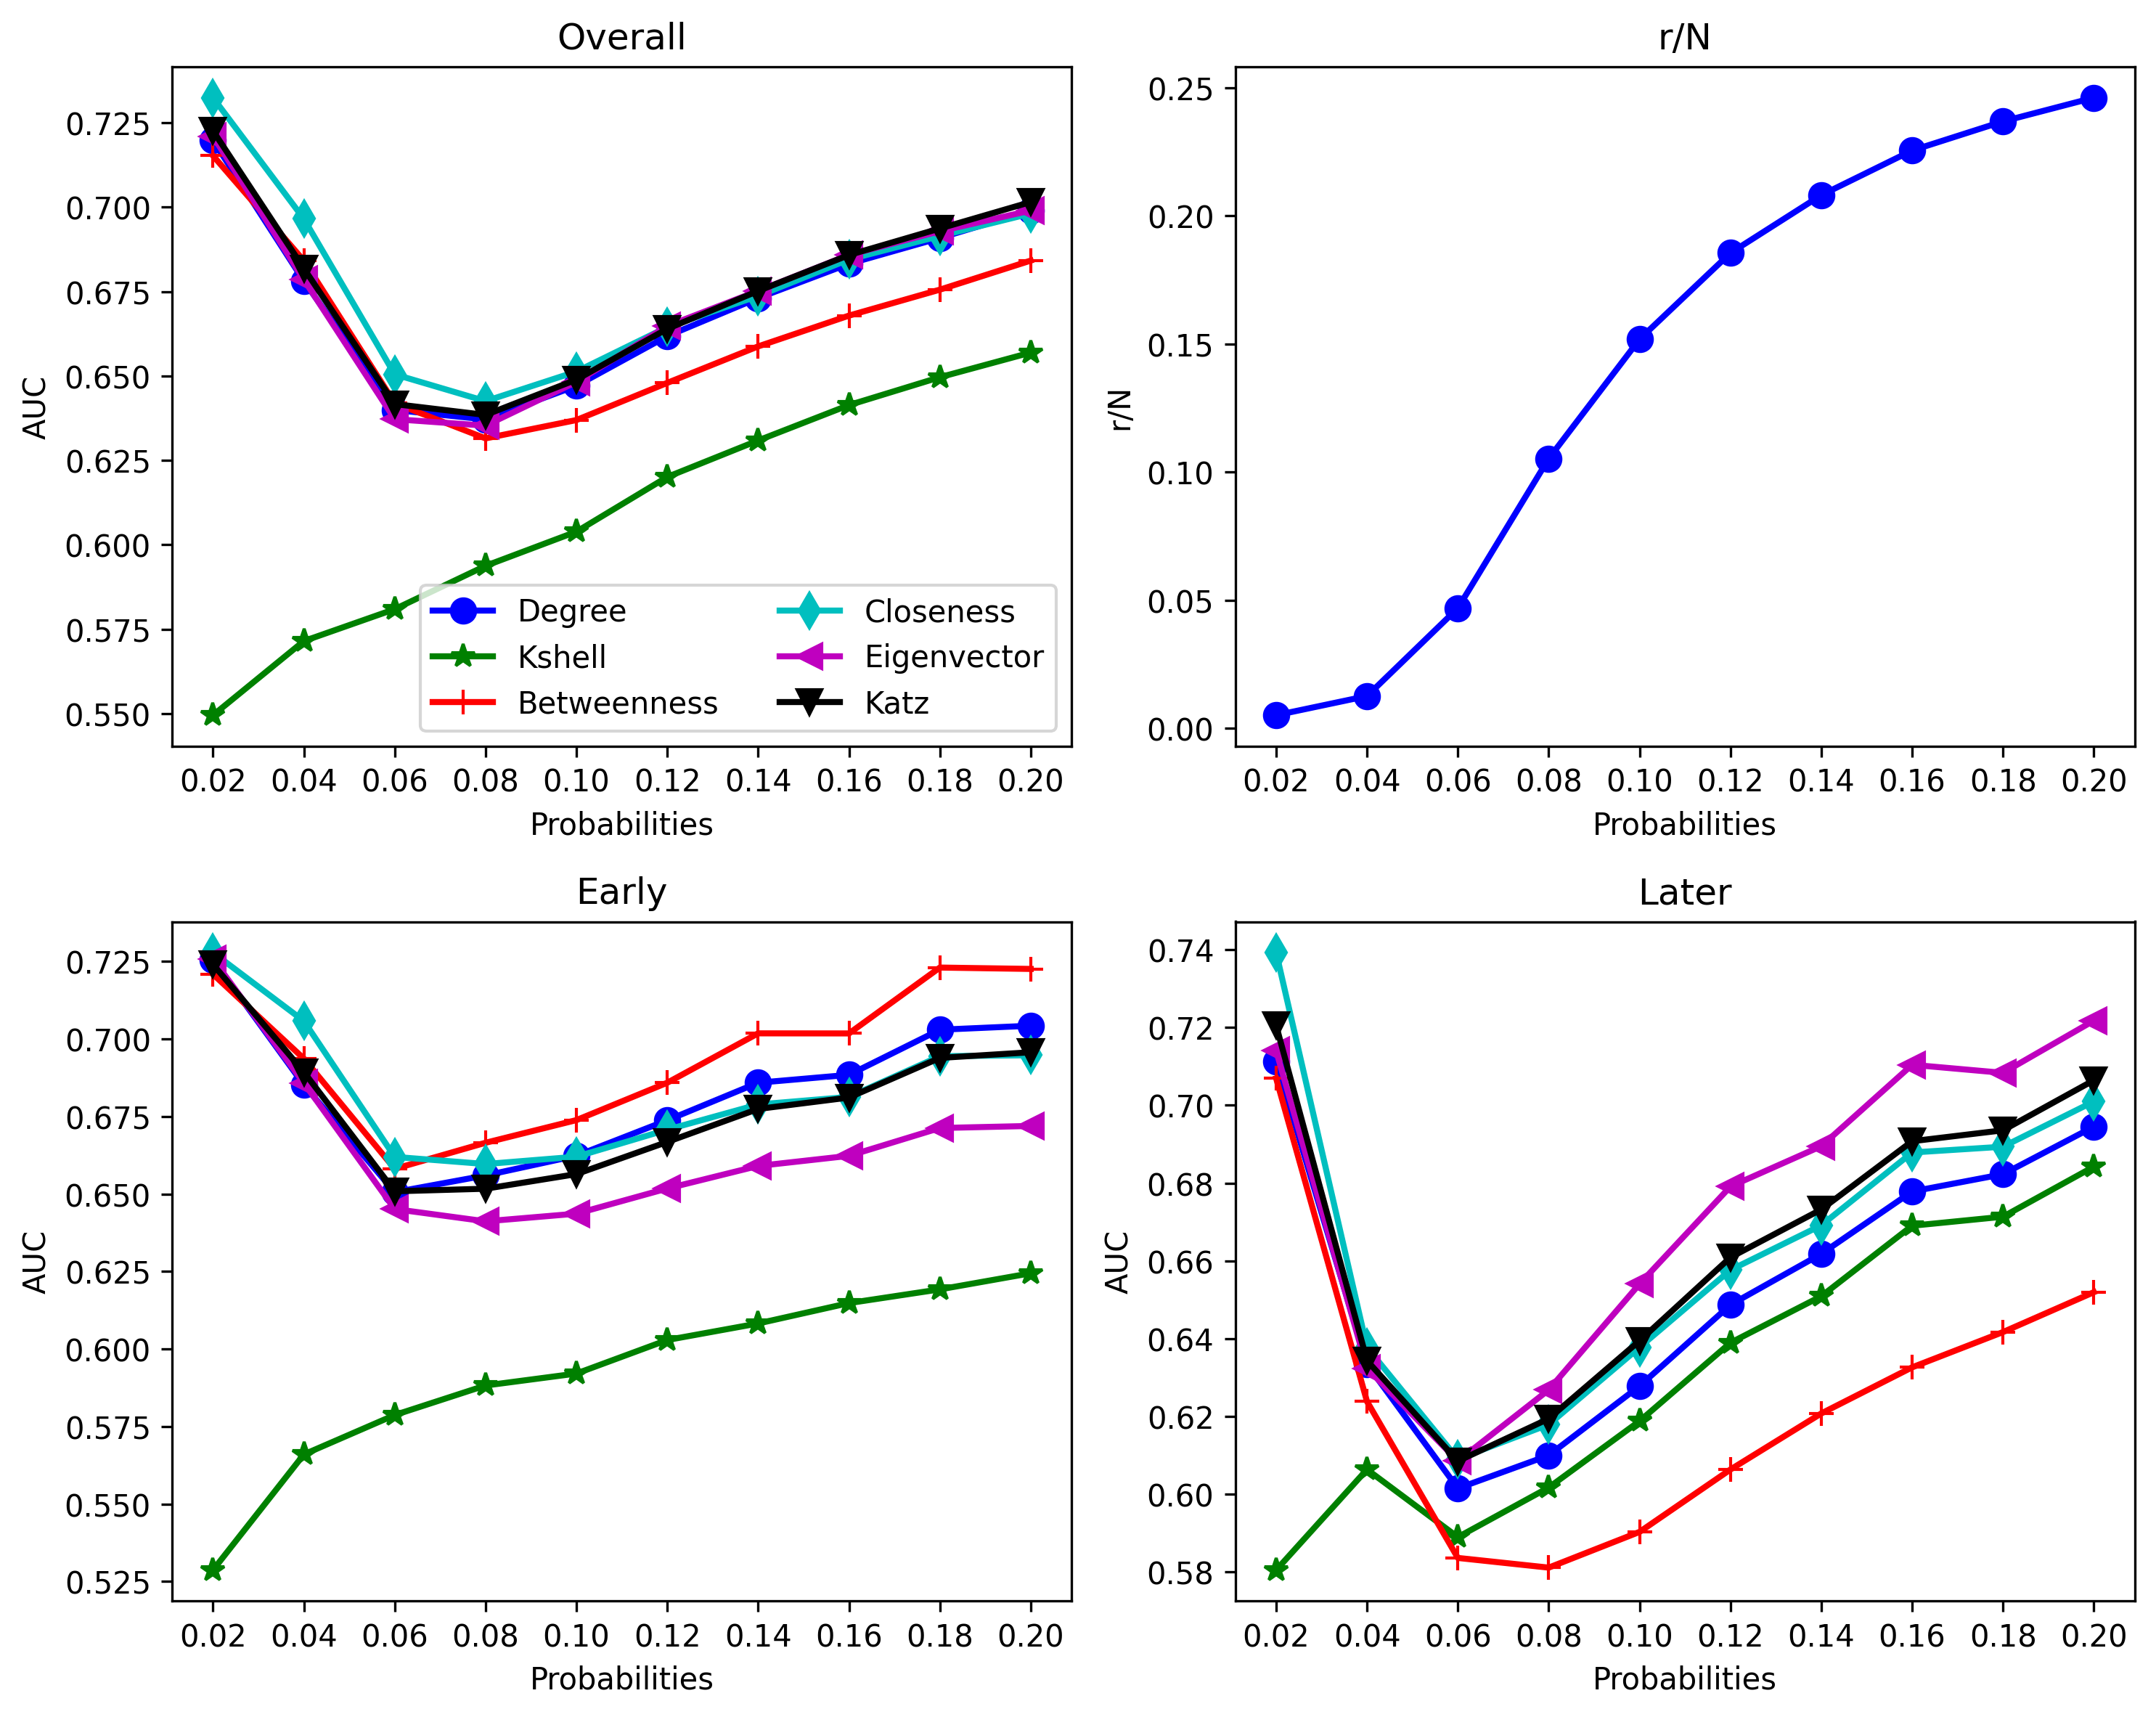 Overall
AUC
0.725
0.700
0.675
0.650
0.625
0.600
0.575
0.550
Degree
Kshell
Betweenness
Closeness
Eigenvector
Katz
0.02 0.04 0.06 0.08 0.10 0.12 0.14 0.16 0.18 0.20
Probabilities
r/N
r/N
0.25
0.20
0.15
0.10
0.05
0.00
0.02 0.04 0.06 0.08 0.10 0.12 0.14 0.16 0.18 0.20
Probabilities
Early
AUC
0.725
0.700
0.675
0.650
0.625
0.600
0.575
0.550
0.525
0.02 0.04 0.06 0.08 0.10 0.12 0.14 0.16 0.18 0.20
Probabilities
Later
AUC
0.74
0.72
0.70
0.68
0.66
0.64
0.62
0.60
0.58
0.02 0.04 0.06 0.08 0.10 0.12 0.14 0.16 0.18 0.20
Probabilities